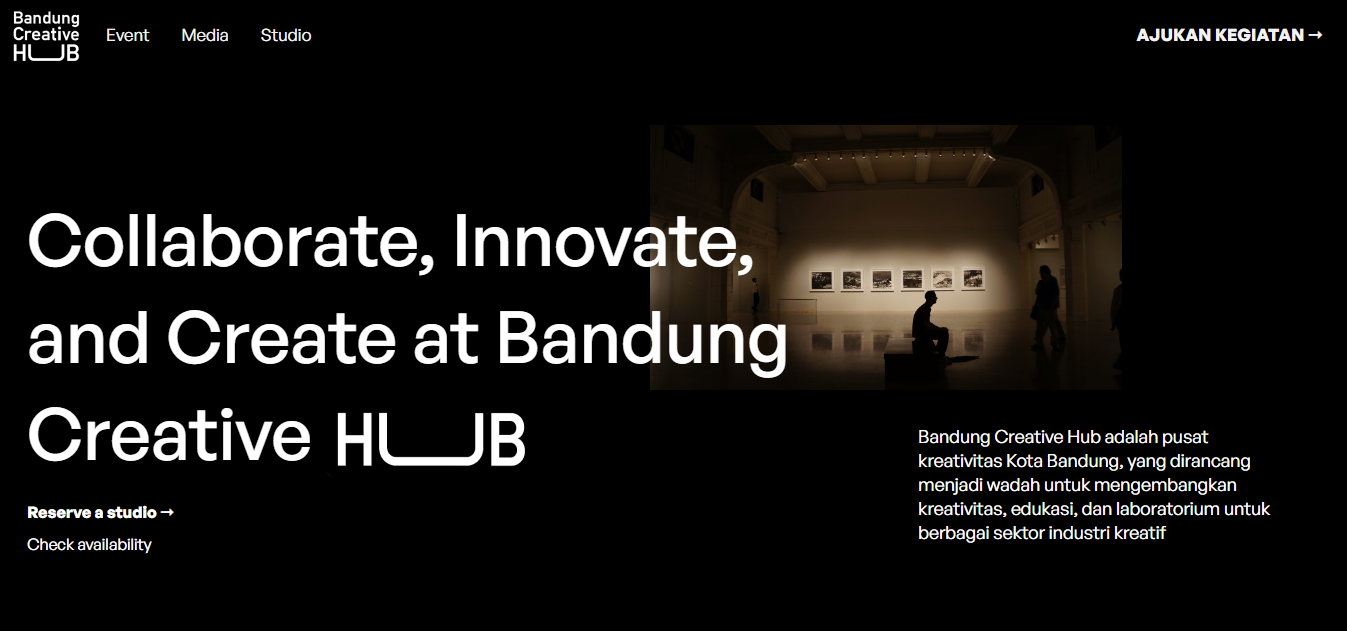 Bandung
Creative
HUB
Event
Media
Studio
AJUKAN KEGIATAN →
Collaborate, Innovate,
and Create at Bandung
Creative HUB
Reserve a studio →
Check availability
Bandung Creative Hub adalah pusat
kreativitas Kota Bandung, yang dirancang
menjadi wadah untuk mengembangkan
kreativitas, edukasi, dan laboratorium untuk
berbagai sektor industri kreatif